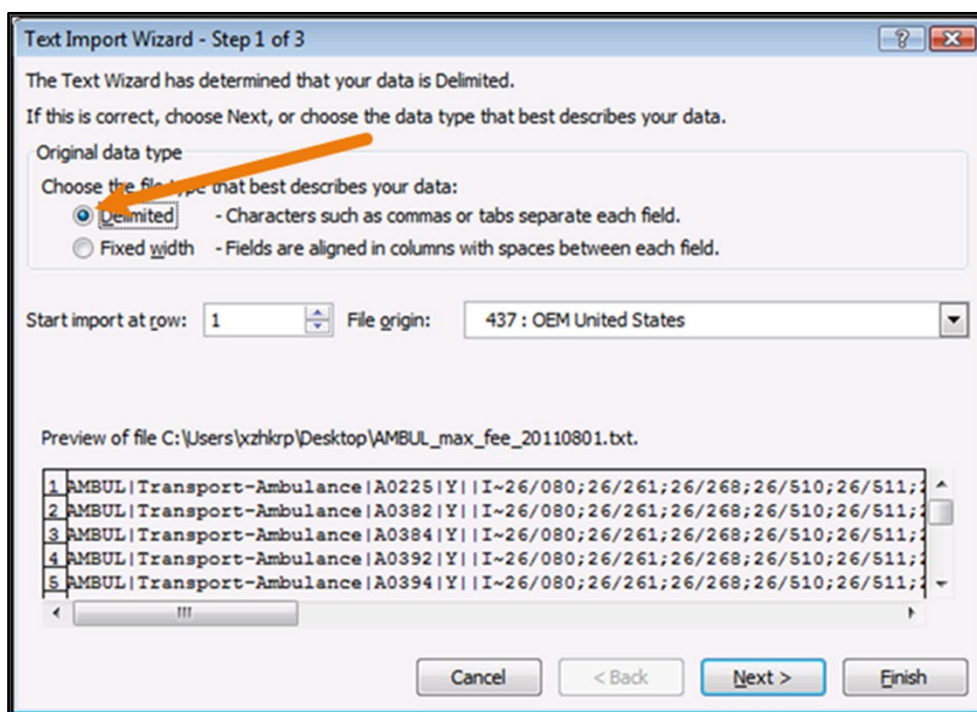 Text Import Wizard - Step 1 of 3
The Text Wizard has determined that your data is Delimited.
If this is correct, choose Next, or choose the data type that best describes your data.
Original data type
Choose the file type that best describes your data:
Delimited - Characters such as commas or tabs separate each field.
Fixed width - Fields are aligned in columns with spaces between each field.
Start import at row: 1 File origin: 437 : OEM United States
Preview of file C:\Users\xzhkrp\Desktop\AMBUL_max_fee_20110801.txt.
1 AMBUL|Transport-Ambulance|A0225|Y||I~26/080;26/261;26/268;26/510;26/511;2
2 AMBUL|Transport-Ambulance|A0382|Y||I~26/080;26/261;26/268;26/510;26/511;2
3 AMBUL|Transport-Ambulance|A0384|Y||I~26/080;26/261;26/268;26/510;26/511;2
4 AMBUL|Transport-Ambulance|A0392|Y||I~26/080;26/261;26/268;26/510;26/511;2
5 AMBUL|Transport-Ambulance|A0394|Y||I~26/080;26/261;26/268;26/510;26/511;2
Cancel < Back Next > Finish